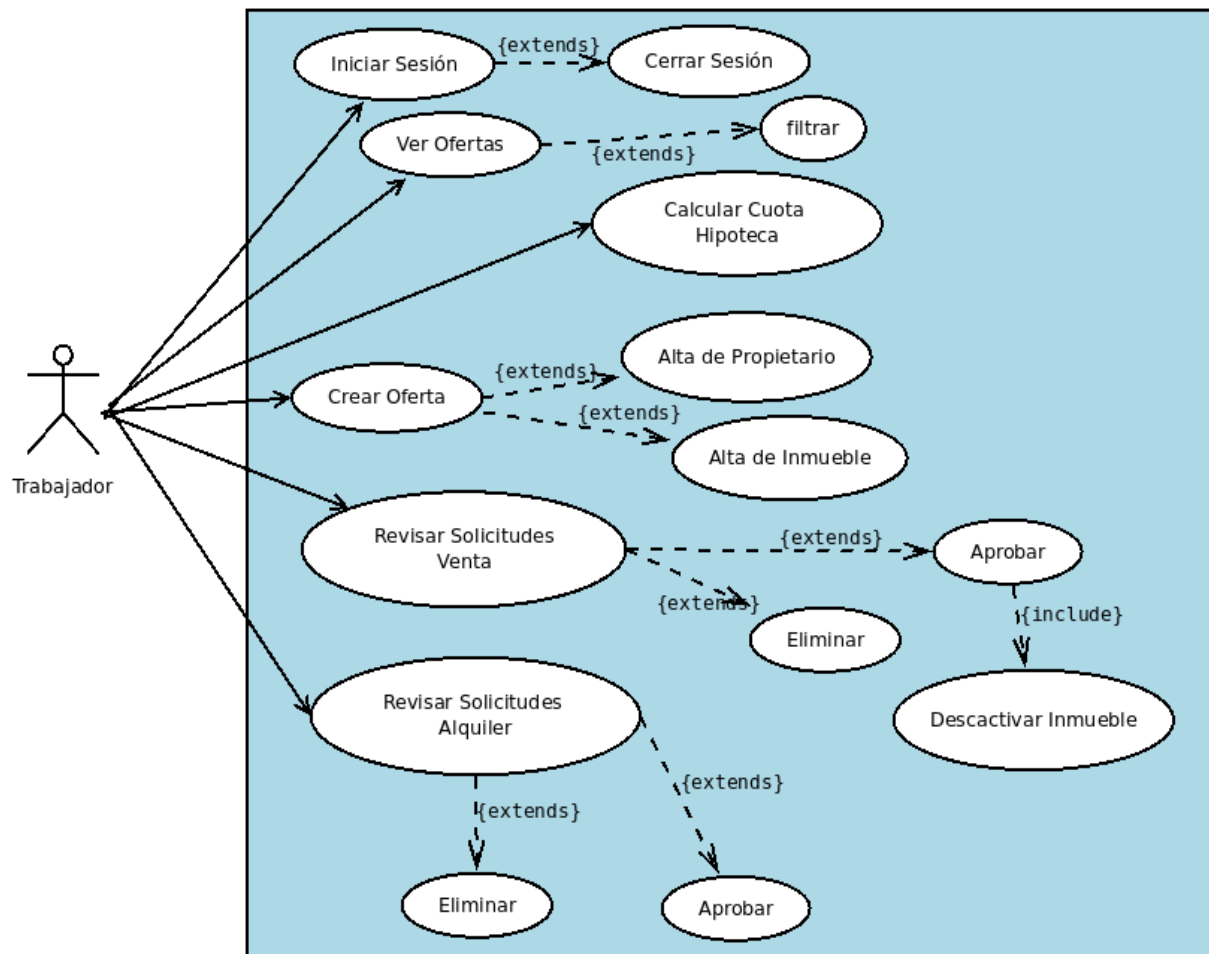 {extends}
Iniciar Sesión
Cerrar Sesión
filtrar
Ver Ofertas
{extends}
Calcular Cuota
Hipoteca
Alta de Propietario
{extends}
Crear Oferta
{extends}
Alta de Inmueble
Trabajador
Revisar Solicitudes
Venta
{extends}
Aprobar
{extends}
{include}
Eliminar
Revisar Solicitudes
Alquiler
Descactivar Inmueble
{extends}
{extends}
Eliminar
Aprobar